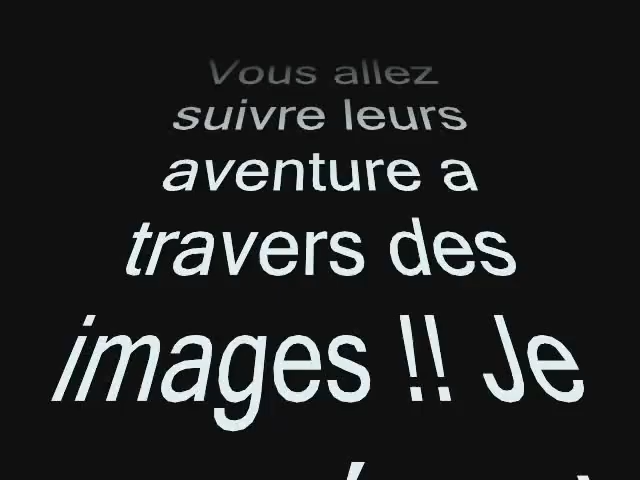 Vous allez
suivre leurs
aventure a
travers des
images !! Je